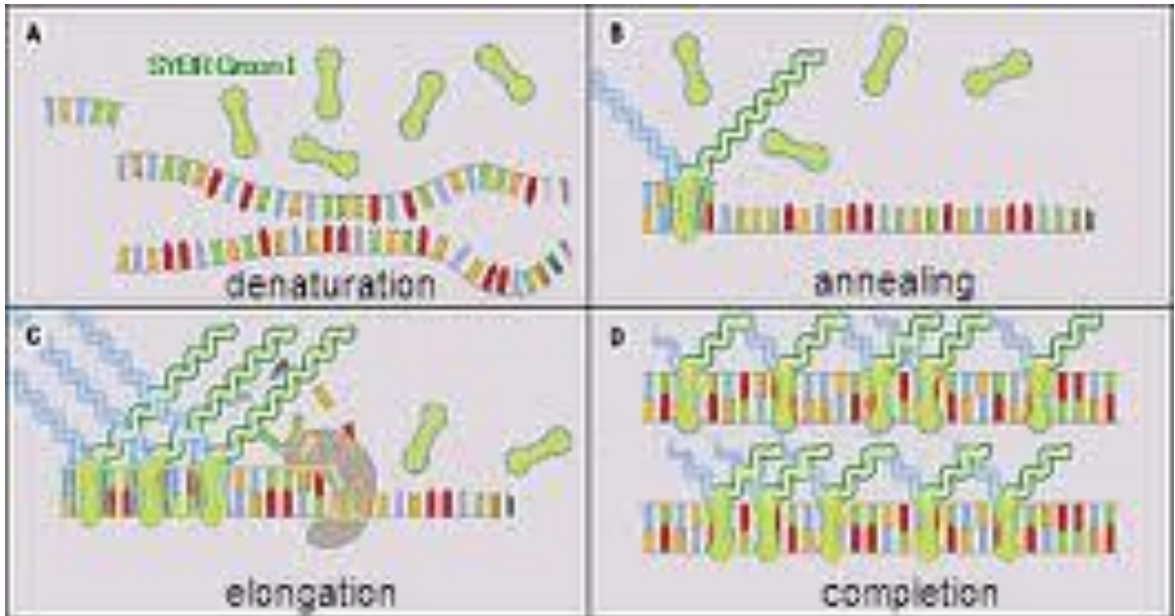 A
SYBR Green I
denaturation
B
annealing
C
elongation
D
completion